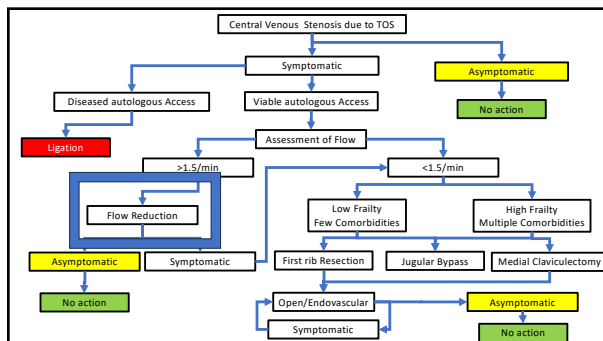 Central Venous Stenosis due to TOS
Symptomatic
Asymptomatic
Diseased autologous Access
Viable autologous Access
No action
Assessment of Flow
Ligation
>1.5/min
<1.5/min
Flow Reduction
Low Frailty
Few Comorbidities
High Frailty
Multiple Comorbidities
Asymptomatic
Symptomatic
First rib Resection
Jugular Bypass
Medial Claviculectomy
No action
Open/Endovascular
Asymptomatic
Symptomatic
No action